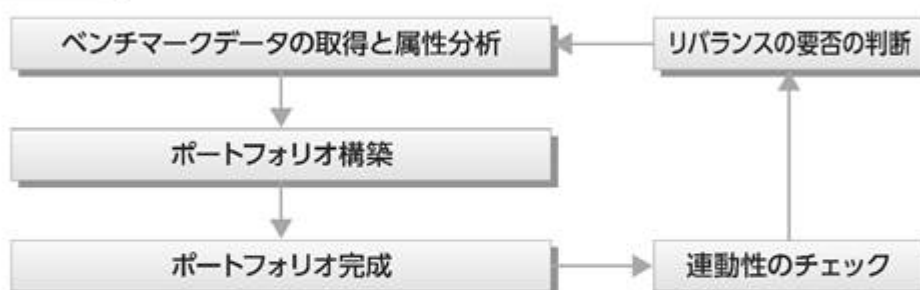 ベンチマークデータの取得と属性分析
リバランスの要否の判断
ポートフォリオ構築
ポートフォリオ完成
連動性のチェック